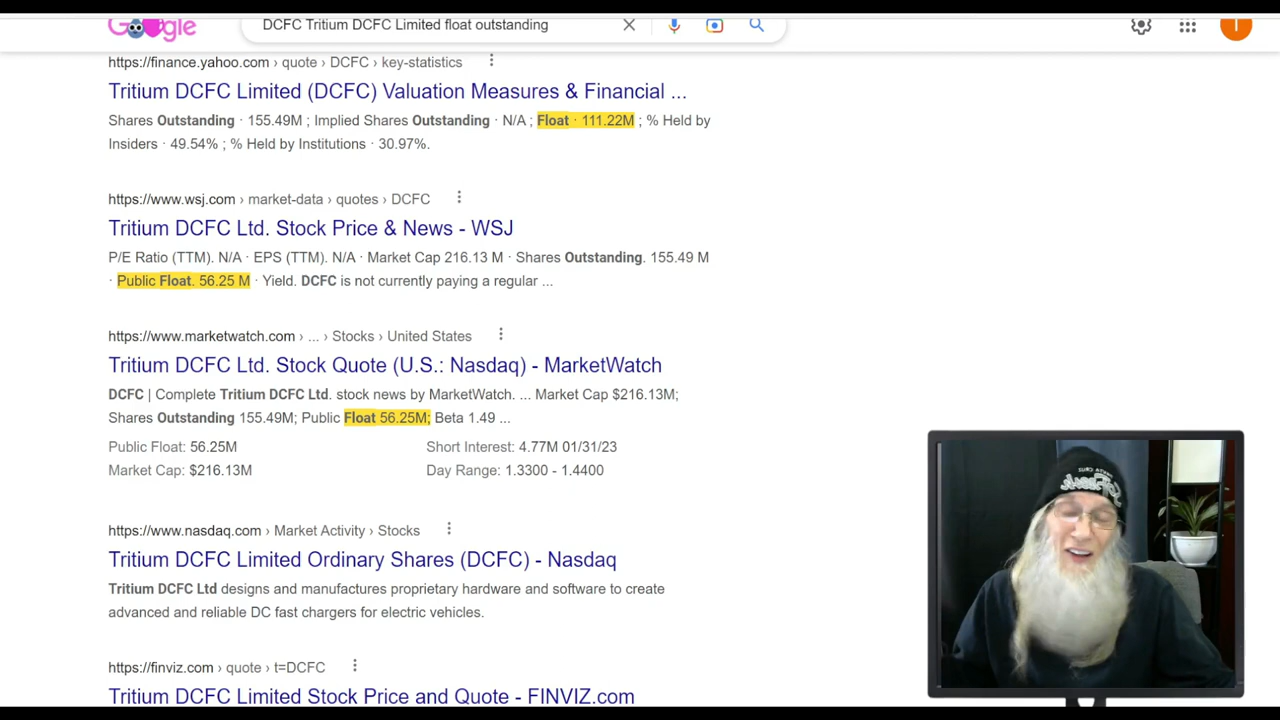 DCFC Tritium DCFC Limited float outstanding
T
https://finance.yahoo.com › quote › DCFC › key-statistics
Tritium DCFC Limited (DCFC) Valuation Measures & Financial ...
Shares Outstanding · 155.49M ; Implied Shares Outstanding · N/A ; Float · 111.22M ; % Held by
Insiders · 49.54% ; % Held by Institutions · 30.97%.
https://www.wsj.com › market-data › quotes › DCFC
Tritium DCFC Ltd. Stock Price & News - WSJ
P/E Ratio (TTM). N/A · EPS (TTM). N/A · Market Cap 216.13 M · Shares Outstanding. 155.49 M
· Public Float. 56.25 M · Yield. DCFC is not currently paying a regular ...
https://www.marketwatch.com › ... › Stocks › United States
Tritium DCFC Ltd. Stock Quote (U.S.: Nasdaq) - MarketWatch
DCFC | Complete Tritium DCFC Ltd. stock news by MarketWatch. ... Market Cap $216.13M;
Shares Outstanding 155.49M; Public Float 56.25M; Beta 1.49 ...
Public Float: 56.25M Short Interest: 4.77M 01/31/23
Market Cap: $216.13M Day Range: 1.3300 - 1.4400
https://www.nasdaq.com › Market Activity › Stocks
Tritium DCFC Limited Ordinary Shares (DCFC) - Nasdaq
Tritium DCFC Ltd designs and manufactures proprietary hardware and software to create
advanced and reliable DC fast chargers for electric vehicles.
https://finviz.com › quote › t=DCFC
Tritium DCFC Limited Stock Price and Quote - FINVIZ.com